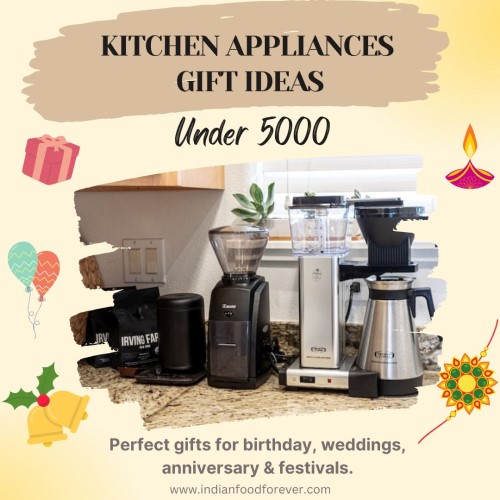 KITCHEN APPLIANCES
GIFT IDEAS
Under 5000
IRVING FAR
Perfect gifts for birthday, weddings,
anniversary & festivals.
www.indianfoodforever.com